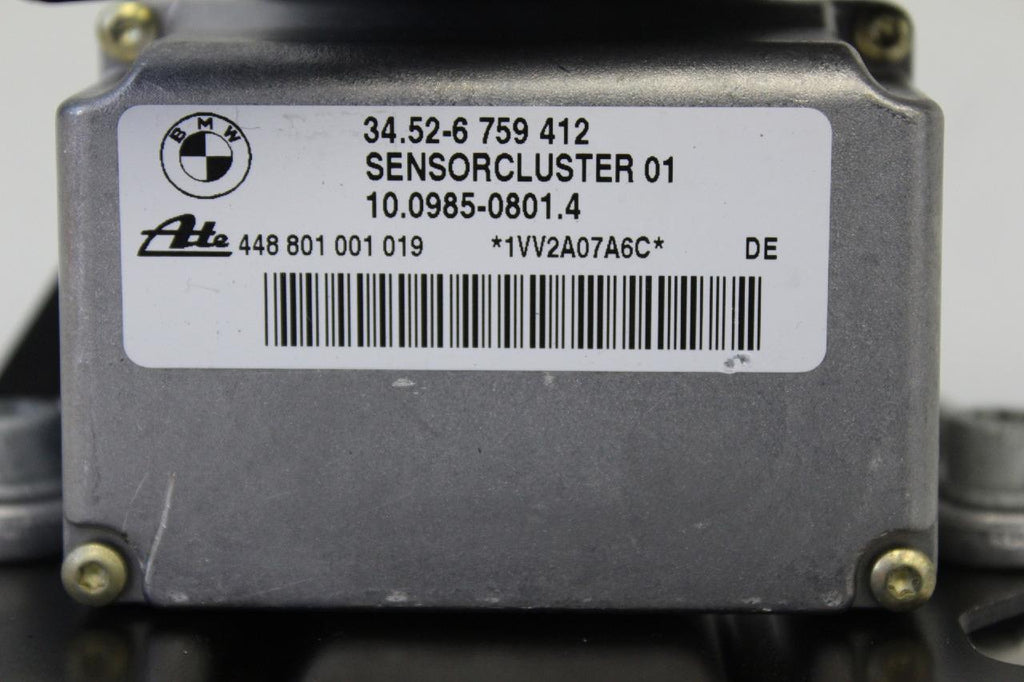 BMW
34.52-6 759 412
SENSORCLUSTER 01
10.0985-0801.4
Ate 448 801 001 019 *1VV2A07A6C* DE